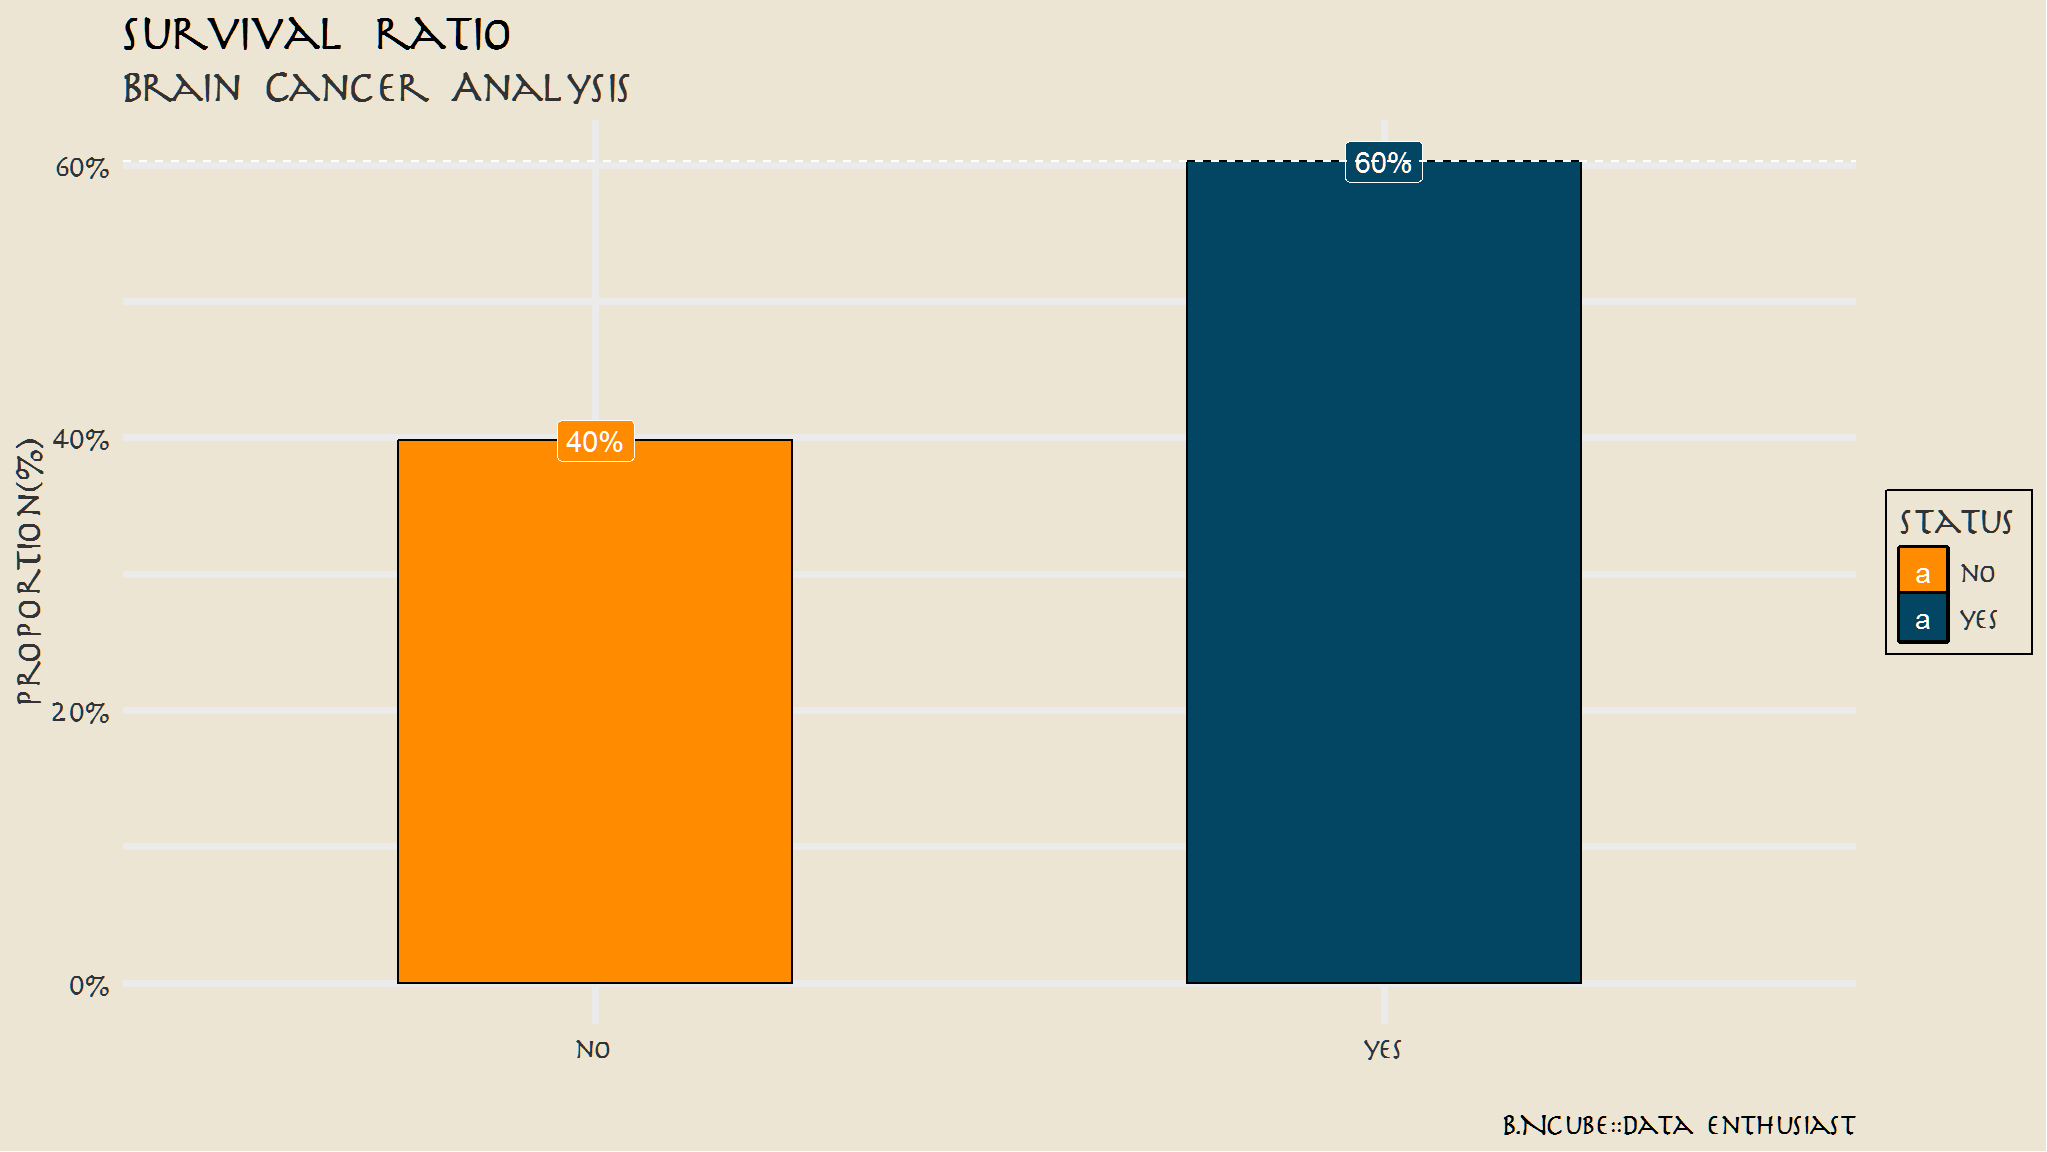 SURVIVAL RATIO
BRAIN CANCER ANALYSIS
PROPORTION(%)
60%
40%
20%
0%
40%
60%
NO
YES
STATUS
a NO
a YES
B.NCUBE::DATA ENTHUSIAST